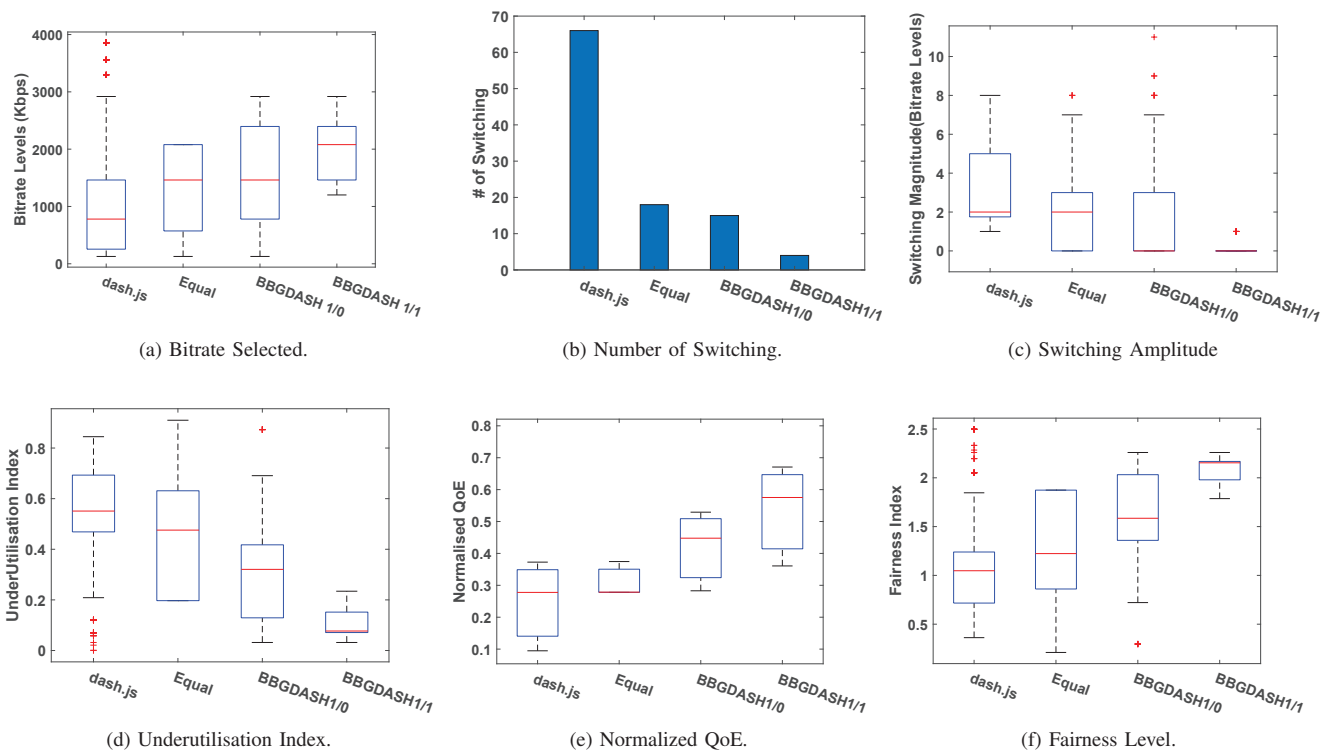 Bitrate Levels (Kbps)
4000
3000
2000
1000
0
dash.js
Equal
BBGDASH 1/0
BBGDASH 1/1
(a) Bitrate Selected.
# of Switching
70
60
50
40
30
20
10
0
dash.js
Equal
BBGDASH1/0
BBGDASH1/1
(b) Number of Switching.
Switching Magnitude(Bitrate Levels)
10
8
6
4
2
0
dash.js
Equal
BBGDASH1/0
BBGDASH1/1
(c) Switching Amplitude
UnderUtilisation Index
0.8
0.6
0.4
0.2
0
dash.js
Equal
BBGDASH1/0
BBGDASH1/1
(d) Underutilisation Index.
Normalised QoE
0.8
0.7
0.6
0.5
0.4
0.3
0.2
0.1
dash.js
Equal
BBGDASH1/0
BBGDASH1/1
(e) Normalized QoE.
Fairness Index
2.5
2
1.5
1
0.5
dash.js
Equal
BBGDASH1/0
BBGDASH1/1
(f) Fairness Level.